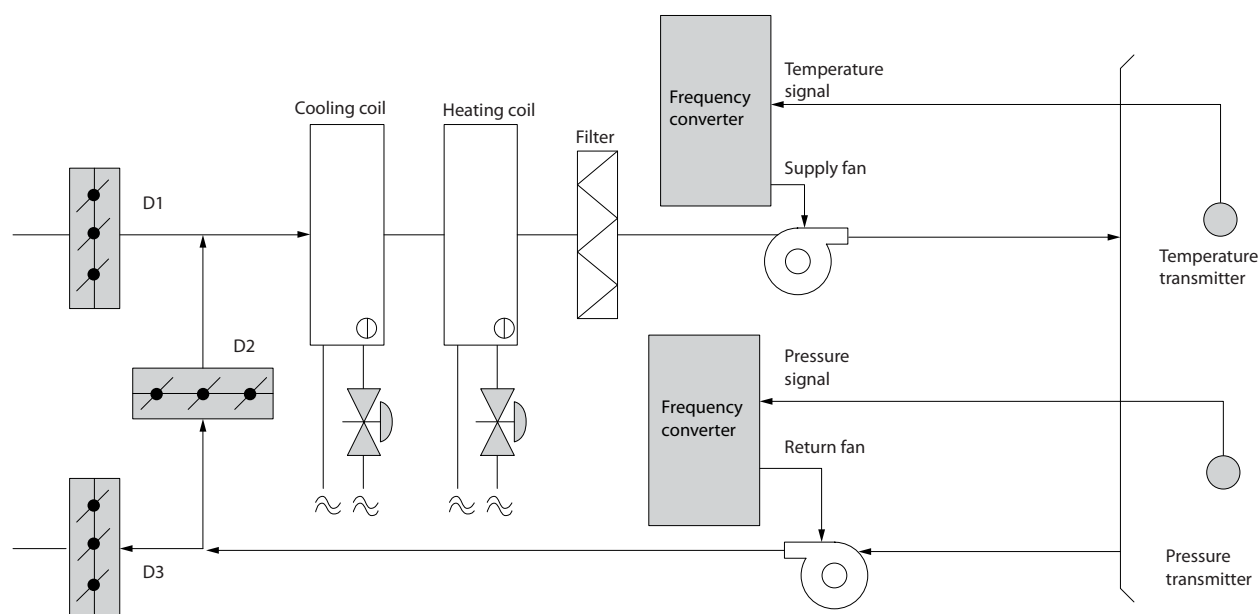 Temperature
signal
Frequency
converter
Cooling coil
Heating coil
Filter
Supply fan
D1
Temperature
transmitter
D2
Pressure
signal
Frequency
converter
Return fan
D3
Pressure
transmitter